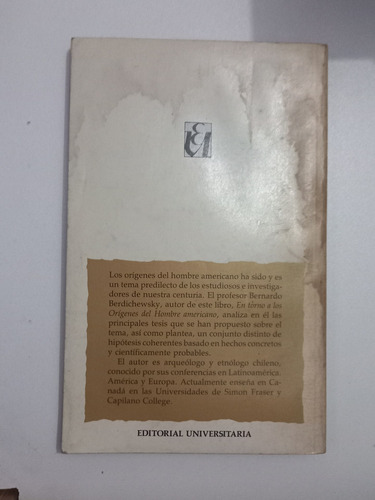 Los orígenes del hombre americano ha sido y es
un tema predilecto de los estudiosos e investiga-
dores de nuestra centuria. El profesor Bernardo
Berdichewsky, autor de este libro, En torno a los
Orígenes del Hombre americano, analiza en él las
principales tesis que se han propuesto sobre el
tema, así como plantea, un conjunto distinto de
hipótesis coherentes basado en hechos concretos
y científicamente probables.
El autor es arqueólogo y etnólogo chileno,
conocido por sus conferencias en Latinoamérica.
América y Europa. Actualmente enseña en Ca-
nadá en las Universidades de Simon Fraser y
Capilano College.
EDITORIAL UNIVERSITARIA